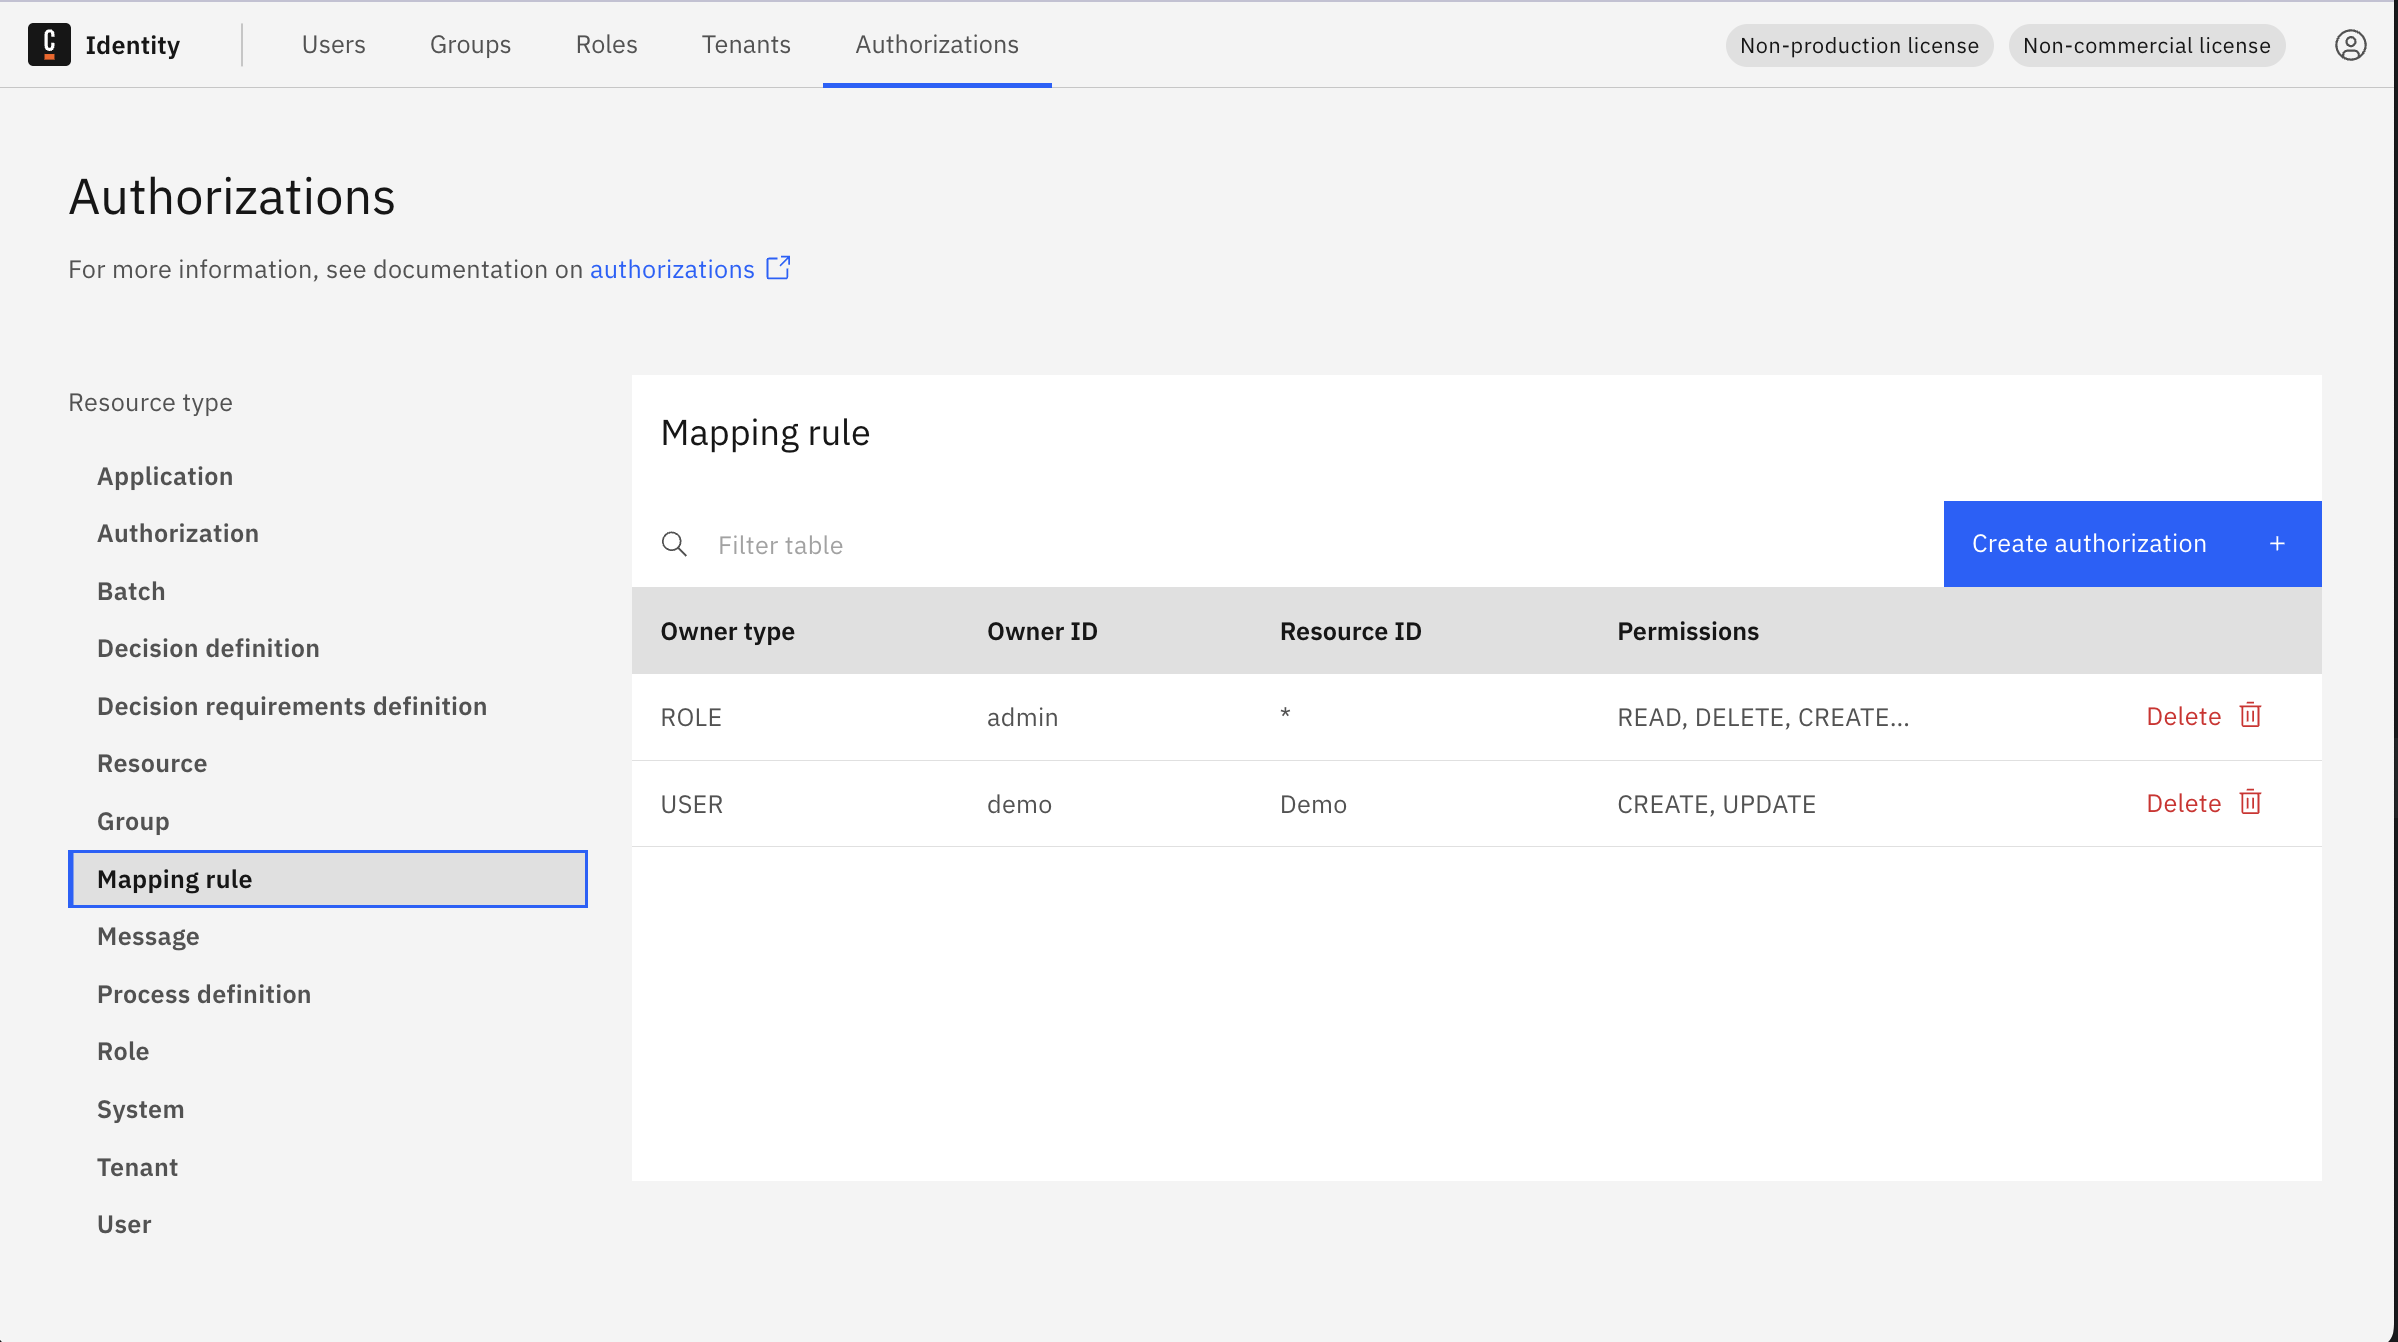 C Identity Users Groups Roles Tenants Authorizations Non-production license Non-commercial license
Authorizations
For more information, see documentation on authorizations
Resource type
Application
Authorization
Batch
Decision definition
Decision requirements definition
Resource
Group
Mapping rule
Message
Process definition
Role
System
Tenant
User
Mapping rule
Filter table
Create authorization +
Owner type Owner ID Resource ID Permissions
ROLE admin * READ, DELETE, CREATE... Delete
USER demo Demo CREATE, UPDATE Delete